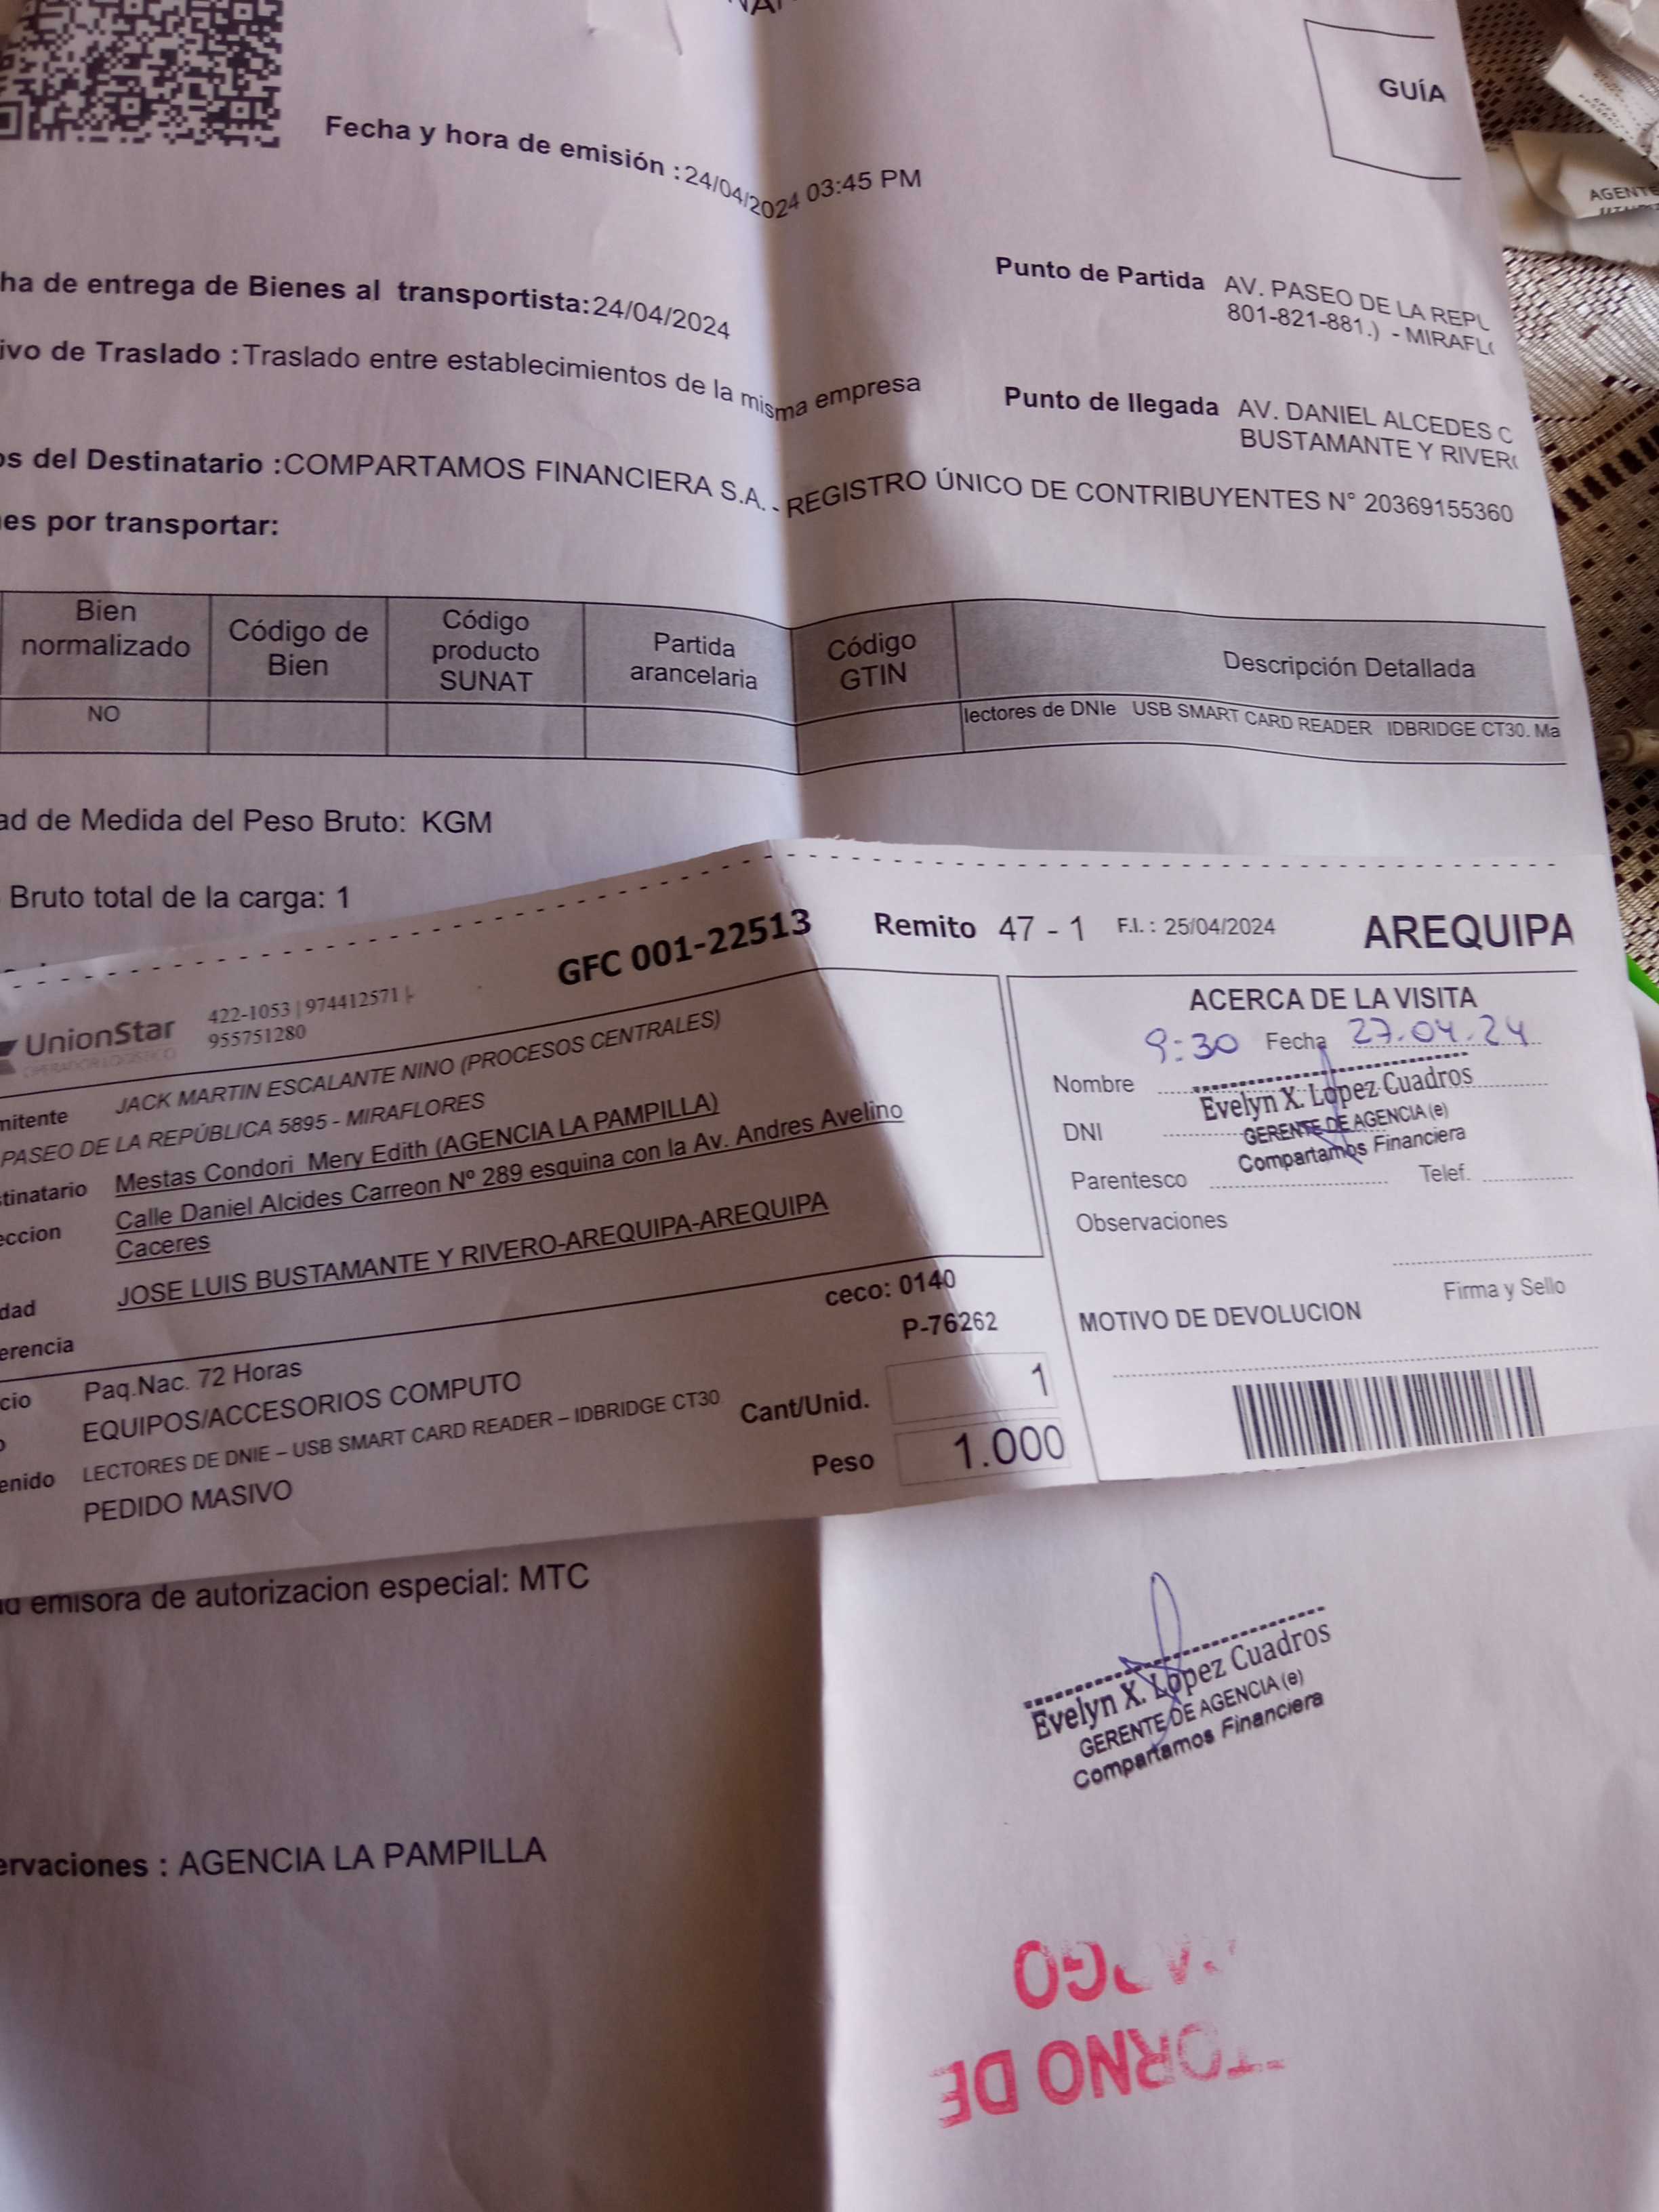 GUÍA
Fecha y hora de emisión : 24/04/2024 03:45 PM
AGENTE
ha de entrega de Bienes al transportista:24/04/2024
Punto de Partida AV. PASEO DE LA REPU
801-821-881.) - MIRAFLO
ivo de Traslado : Traslado entre establecimientos de la misma empresa
Punto de llegada AV. DANIEL ALCEDES C
BUSTAMANTE Y RIVERO
os del Destinatario :COMPARTAMOS FINANCIERA S.A. - REGISTRO ÚNICO DE CONTRIBUYENTES N° 20369155360
es por transportar:
Bien normalizado Código de Bien Código producto SUNAT Partida arancelaria Código GTIN Descripción Detallada
NO lectores de DNIe USB SMART CARD READER IDBRIDGE CT30. Ma
ad de Medida del Peso Bruto: KGM
Bruto total de la carga: 1
GFC 001-22513 Remito 47 - 1 F.I. : 25/04/2024 AREQUIPA
UnionStar 422-1053 | 974412571 |-
955751280
OPERADOR LOGÍSTICO
mitente JACK MARTIN ESCALANTE NINO (PROCESOS CENTRALES)
PASEO DE LA REPÚBLICA 5895 - MIRAFLORES
tinatario Mestas Condori Mery Edith (AGENCIA LA PAMPILLA)
eccion Calle Daniel Alcides Carreon Nº 289 esquina con la Av. Andres Avelino
Caceres
dad JOSE LUIS BUSTAMANTE Y RIVERO-AREQUIPA-AREQUIPA
erencia
ceco: 0140
P-76262
cio Paq.Nac. 72 Horas
EQUIPOS/ACCESORIOS COMPUTO
enido LECTORES DE DNIE – USB SMART CARD READER – IDBRIDGE CT30
PEDIDO MASIVO
Cant/Unid. 1
Peso 1.000
ACERCA DE LA VISITA
9:30 Fecha 27.04.24
Nombre
Evelyn X. Lopez Cuadros
DNI
GERENTE DE AGENCIA (e)
Compartamos Financiera
Parentesco Telef.
Observaciones
Firma y Sello
MOTIVO DE DEVOLUCION
emisora de autorizacion especial: MTC
Evelyn X. Lopez Cuadros
GERENTE DE AGENCIA (e)
Compartamos Financiera
ervaciones : AGENCIA LA PAMPILLA
TORNO DE